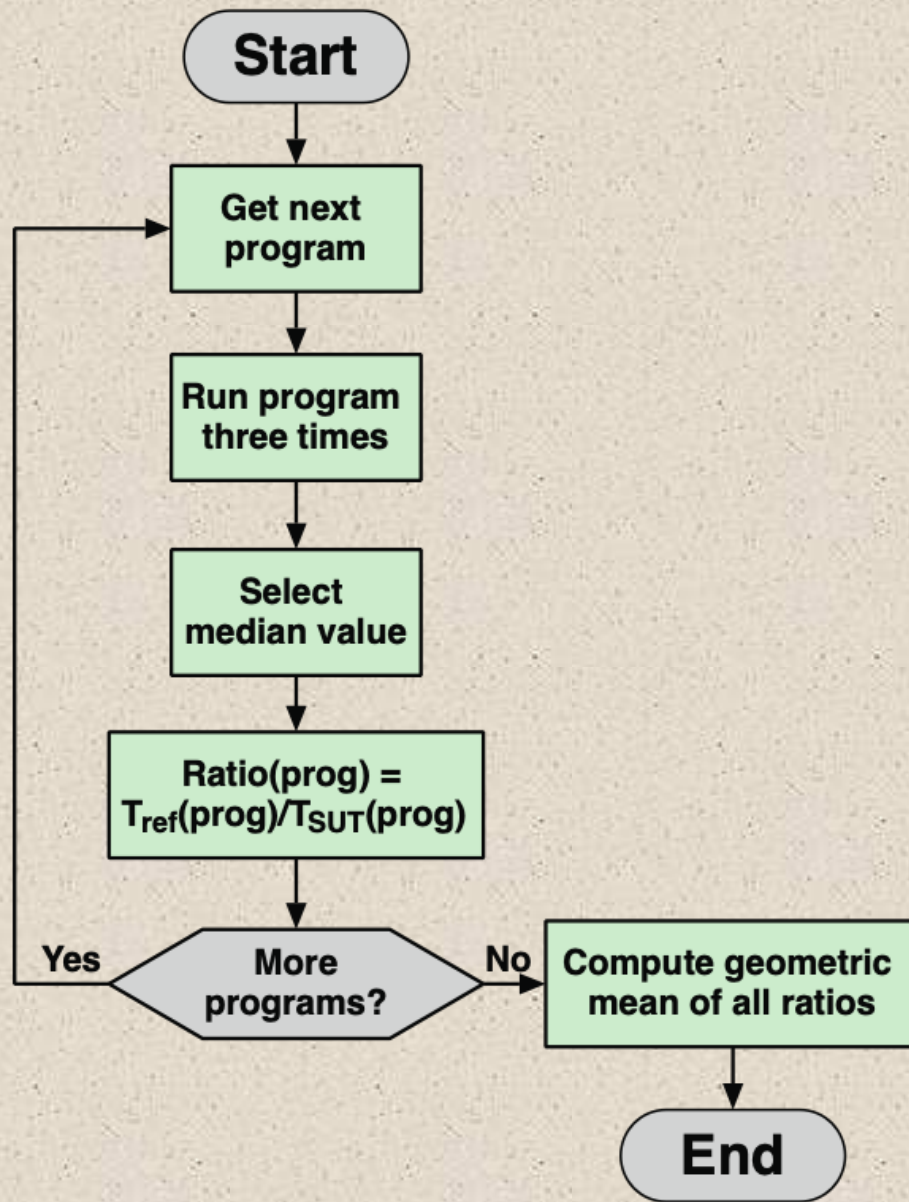 Start
Get next
program
Run program
three times
Select
median value
Ratio(prog) =
Tref(prog)/TSUT(prog)
More
programs?
Yes
No
Compute geometric
mean of all ratios
End